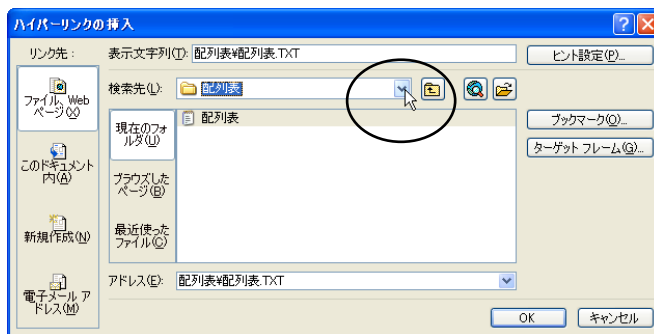 ハイパーリンクの挿入
リンク先:
表示文字列(T): 配列表¥配列表.TXT
ヒント設定(P)...
ファイル、Web
ページ(X)
検索先(L):
配列表
現在のフォ
ルダ(U)
配列表
ブックマーク(O)...
このドキュメント
内(A)
ターゲット フレーム(G)...
ブラウズした
ページ(B)
新規作成(N)
最近使った
ファイル(C)
電子メール ア
ドレス(M)
アドレス(E): 配列表¥配列表.TXT
OK
キャンセル